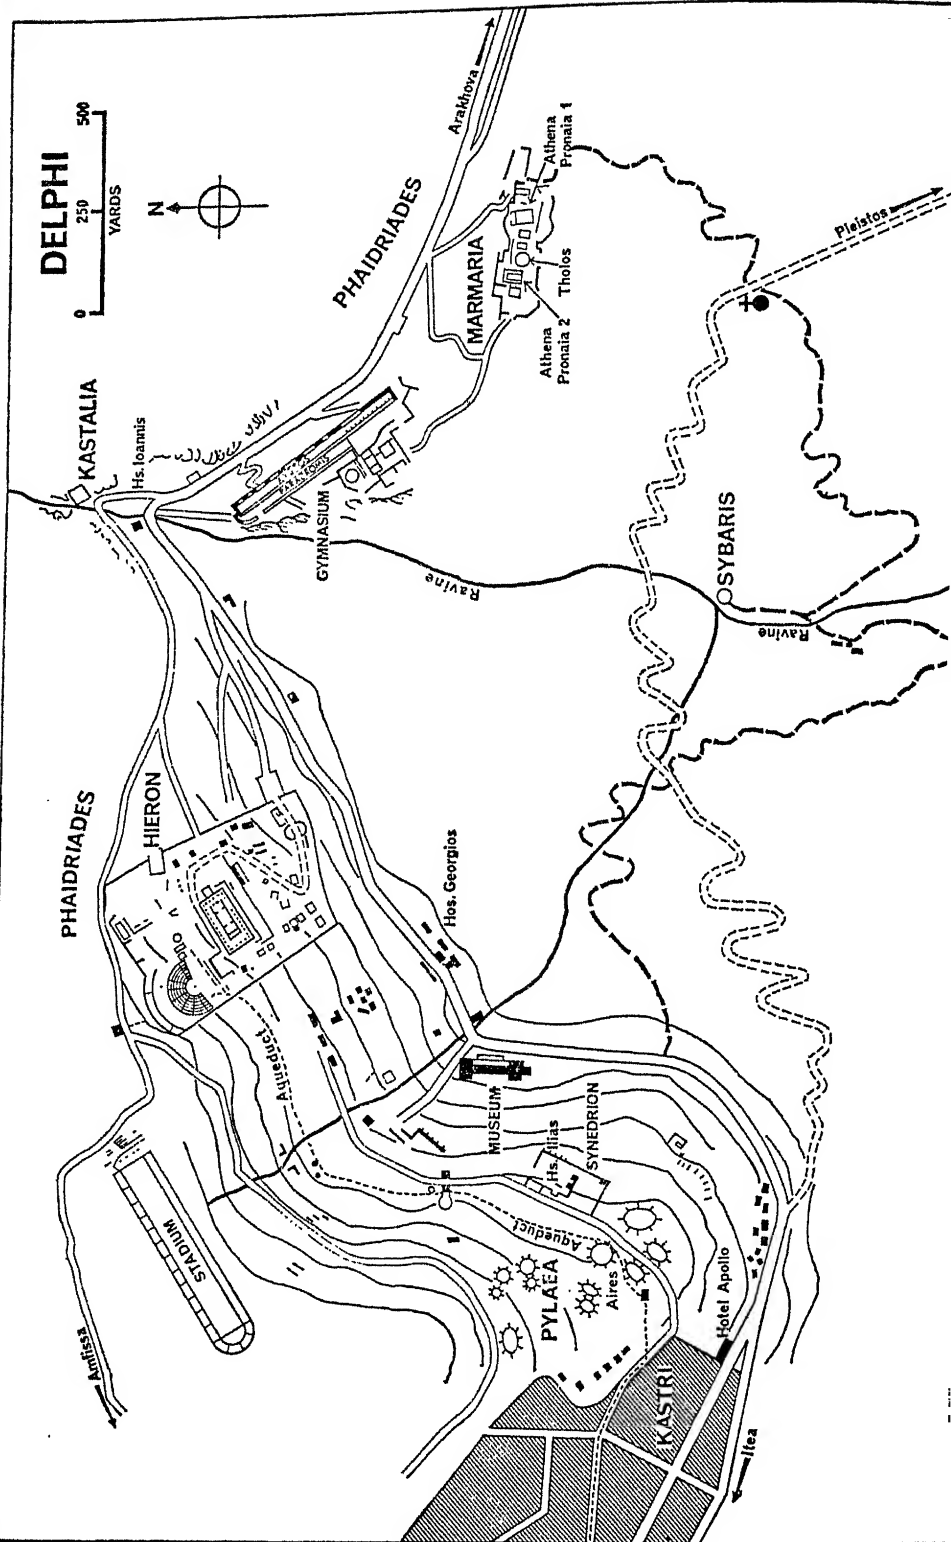 DELPHI
0 250 500
YARDS
N
PHAIDRIADES
Arakhova
KASTALIA
Hs. Ioannis
MARMARIA
Athena
Pronaia 1
Tholos
Athena
Pronaia 2
GYMNASIUM
Pleistos
Ravine
SYBARIS
Ravine
PHAIDRIADES
HIERON
Hos. Georgios
Aqueduct
MUSEUM
STADIUM
Amfissa
Hs. Ilias
SYNEDRION
Aqueduct
PYLAEA
Aires
Hotel Apollo
KASTRI
Itea